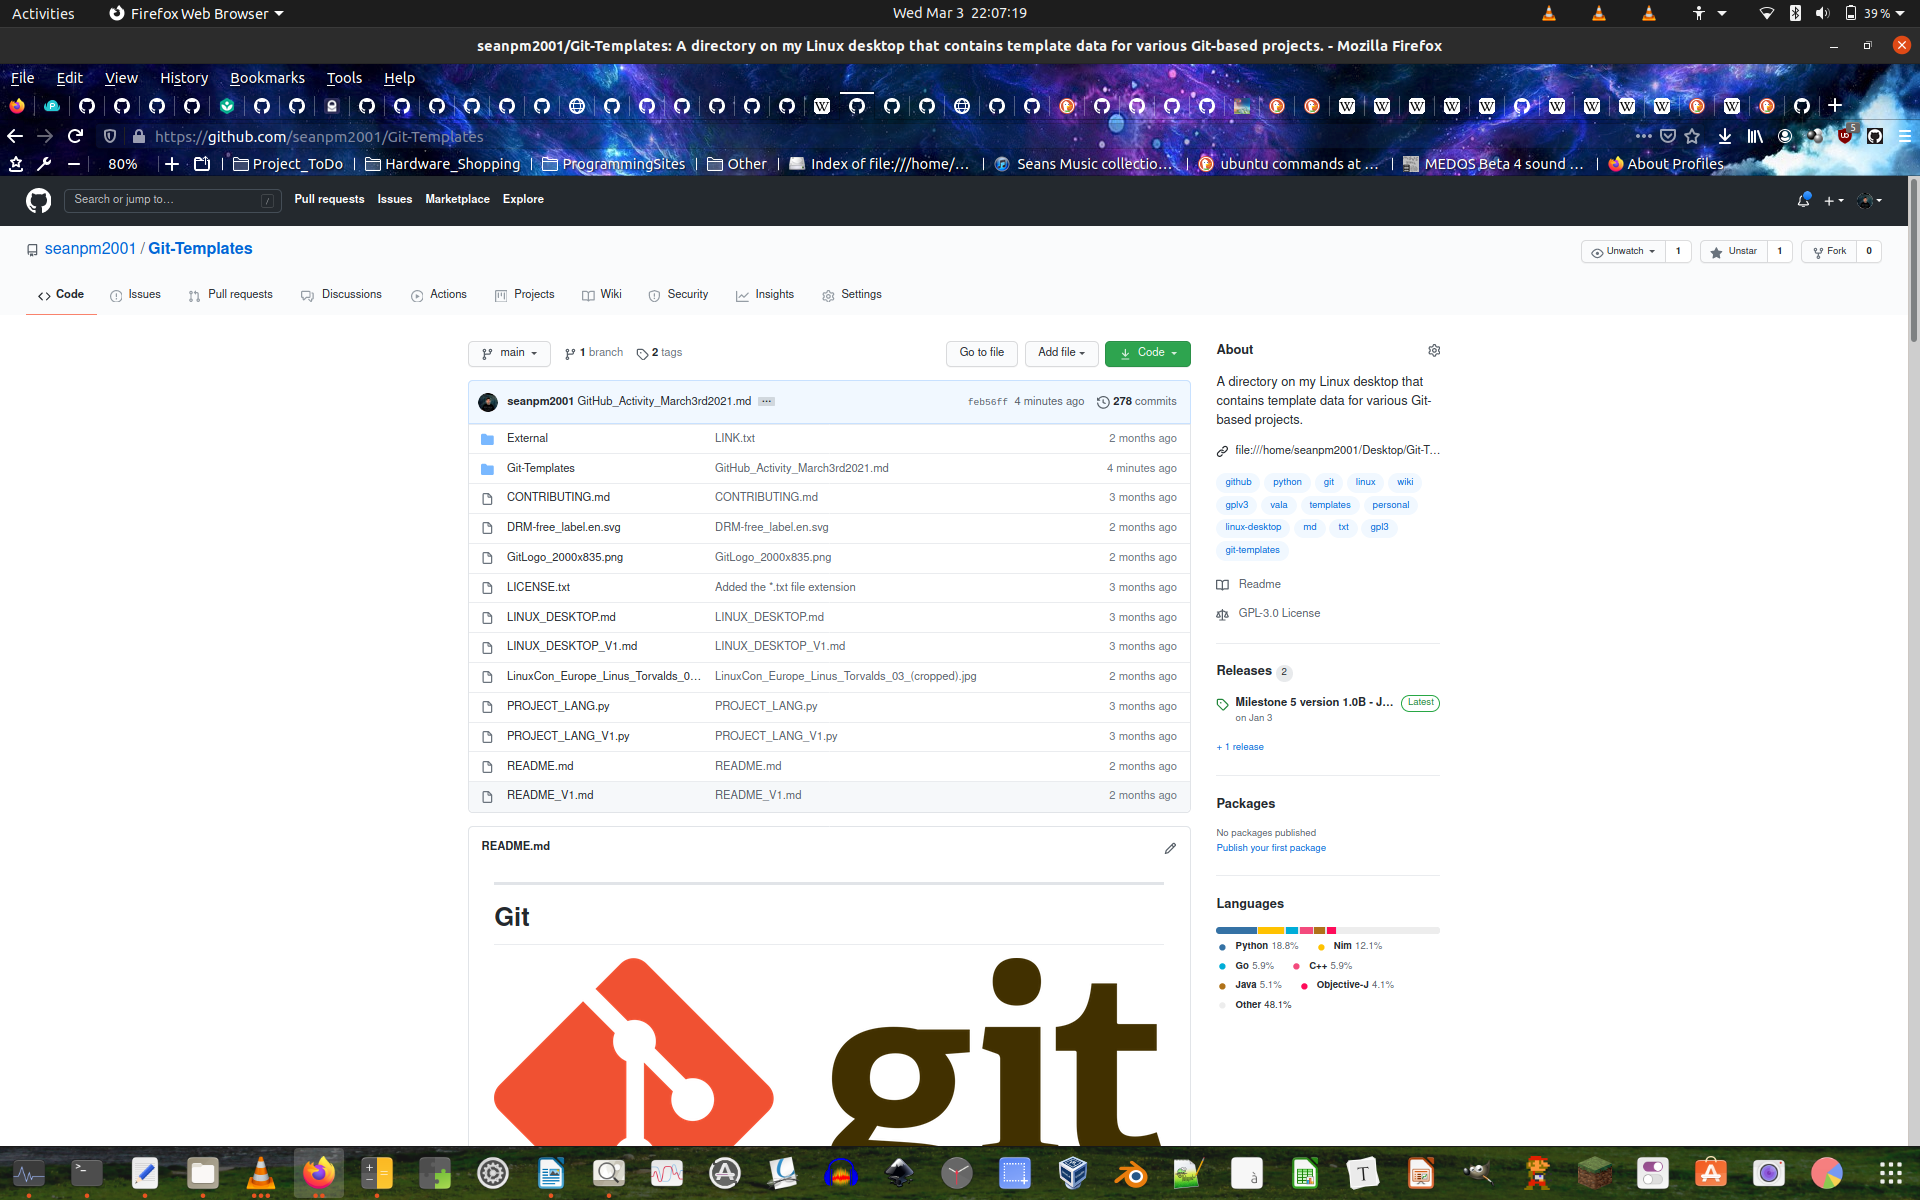 Activities Firefox Web Browser Wed Mar 3 22:07:19 39 %
seanpm2001/Git-Templates: A directory on my Linux desktop that contains template data for various Git-based projects. - Mozilla Firefox
File Edit View History Bookmarks Tools Help
https://github.com/seanpm2001/Git-Templates
80% Project_ToDo Hardware_Shopping ProgrammingSites Other Index of file:///home/... Seans Music collectio... ubuntu commands at ... MEDOS Beta 4 sound ... About Profiles
Search or jump to... / Pull requests Issues Marketplace Explore
seanpm2001 / Git-Templates Unwatch 1 Unstar 1 Fork 0
Code Issues Pull requests Discussions Actions Projects Wiki Security Insights Settings
main 1 branch 2 tags Go to file Add file Code
seanpm2001 GitHub_Activity_March3rd2021.md ... feb56ff 4 minutes ago 278 commits
External LINK.txt 2 months ago
Git-Templates GitHub_Activity_March3rd2021.md 4 minutes ago
CONTRIBUTING.md CONTRIBUTING.md 3 months ago
DRM-free_label.en.svg DRM-free_label.en.svg 2 months ago
GitLogo_2000x835.png GitLogo_2000x835.png 2 months ago
LICENSE.txt Added the *.txt file extension 3 months ago
LINUX_DESKTOP.md LINUX_DESKTOP.md 3 months ago
LINUX_DESKTOP_V1.md LINUX_DESKTOP_V1.md 3 months ago
LinuxCon_Europe_Linus_Torvalds_0... LinuxCon_Europe_Linus_Torvalds_03_(cropped).jpg 2 months ago
PROJECT_LANG.py PROJECT_LANG.py 3 months ago
PROJECT_LANG_V1.py PROJECT_LANG_V1.py 3 months ago
README.md README.md 2 months ago
README_V1.md README_V1.md 2 months ago
README.md
Git
git
About
A directory on my Linux desktop that
contains template data for various Git-
based projects.
file:///home/seanpm2001/Desktop/Git-T...
github python git linux wiki
gplv3 vala templates personal
linux-desktop md txt gpl3
git-templates
Readme
GPL-3.0 License
Releases 2
Milestone 5 version 1.0B - J... Latest
on Jan 3
+ 1 release
Packages
No packages published
Publish your first package
Languages
Python 18.8% Nim 12.1%
Go 5.9% C++ 5.9%
Java 5.1% Objective-J 4.1%
Other 48.1%